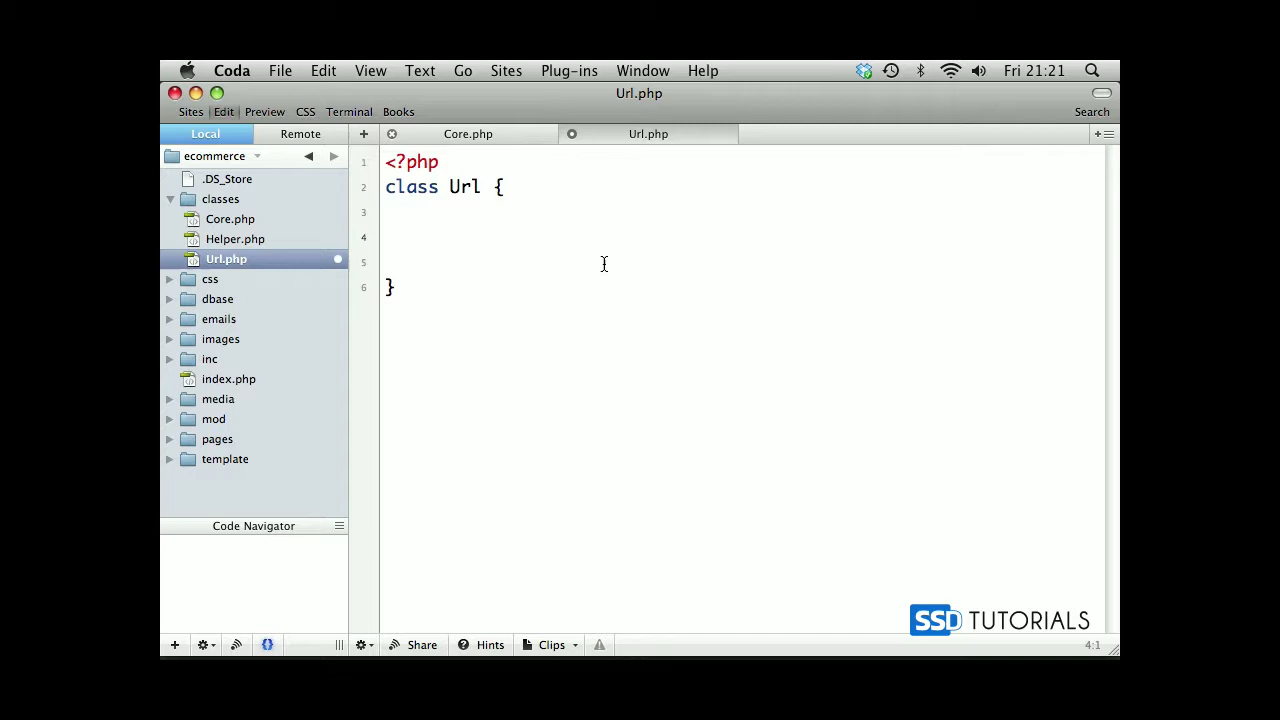 Coda File Edit View Text Go Sites Plug-ins Window Help Fri 21:21
Url.php
Sites Edit Preview CSS Terminal Books Search
Local Remote + Core.php Url.php
ecommerce
.DS_Store
classes
Core.php
Helper.php
Url.php
css
dbase
emails
images
inc
index.php
media
mod
pages
template
Code Navigator
1 <?php
2 class Url {
3
4
5
6 }
SSD TUTORIALS
Share Hints Clips 4:1